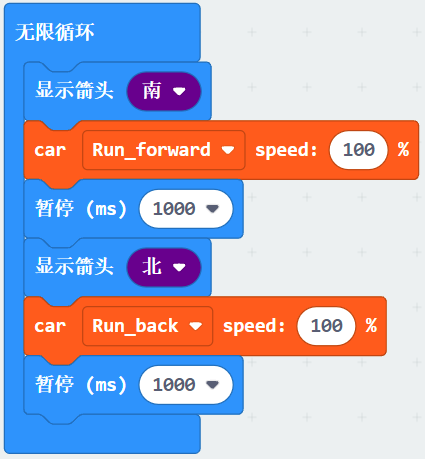 无限循环
显示箭头 南
car Run_forward speed: 100 %
暂停 (ms) 1000
显示箭头 北
car Run_back speed: 100 %
暂停 (ms) 1000